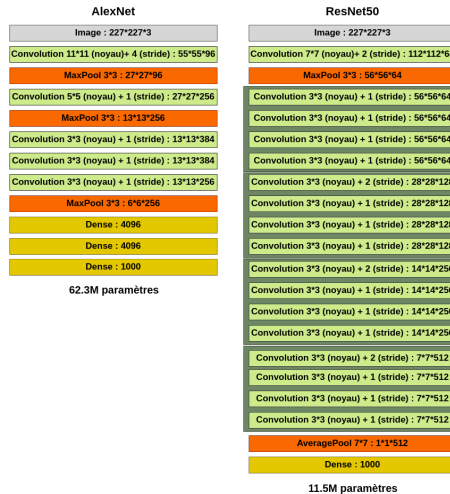 AlexNet
Image : 227*227*3
Convolution 11*11 (noyau)+ 4 (stride) : 55*55*96
MaxPool 3*3 : 27*27*96
Convolution 5*5 (noyau) + 1 (stride) : 27*27*256
MaxPool 3*3 : 13*13*256
Convolution 3*3 (noyau)+ 1 (stride) : 13*13*384
Convolution 3*3 (noyau)+ 1 (stride) : 13*13*384
Convolution 3*3 (noyau)+ 1 (stride) : 13*13*256
MaxPool 3*3 : 6*6*256
Dense : 4096
Dense : 4096
Dense : 1000
62.3M paramètres
ResNet50
Image : 227*227*3
Convolution 7*7 (noyau)+ 2 (stride) : 112*112*6
MaxPool 3*3 : 56*56*64
Convolution 3*3 (noyau) + 1 (stride) : 56*56*64
Convolution 3*3 (noyau) + 1 (stride) : 56*56*64
Convolution 3*3 (noyau) + 1 (stride) : 56*56*64
Convolution 3*3 (noyau) + 1 (stride) : 56*56*64
Convolution 3*3 (noyau) + 2 (stride) : 28*28*128
Convolution 3*3 (noyau) + 1 (stride) : 28*28*128
Convolution 3*3 (noyau) + 1 (stride) : 28*28*128
Convolution 3*3 (noyau) + 1 (stride) : 28*28*128
Convolution 3*3 (noyau) + 2 (stride) : 14*14*256
Convolution 3*3 (noyau) + 1 (stride) : 14*14*256
Convolution 3*3 (noyau) + 1 (stride) : 14*14*256
Convolution 3*3 (noyau) + 1 (stride) : 14*14*256
Convolution 3*3 (noyau) + 2 (stride) : 7*7*512
Convolution 3*3 (noyau) + 1 (stride) : 7*7*512
Convolution 3*3 (noyau) + 1 (stride) : 7*7*512
Convolution 3*3 (noyau) + 1 (stride) : 7*7*512
AveragePool 7*7 : 1*1*512
Dense : 1000
11.5M paramètres